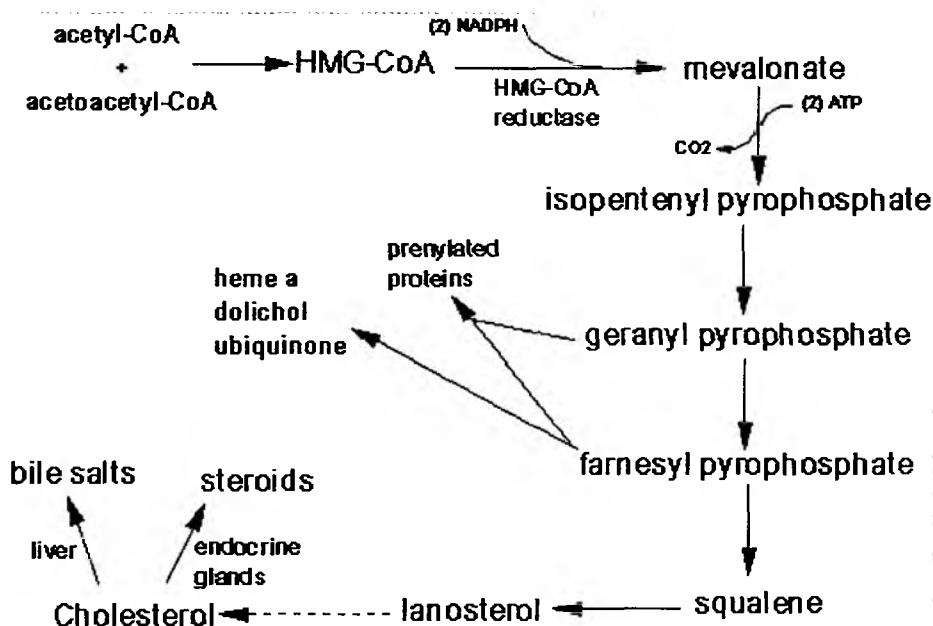 acetyl-CoA
+
acetoacetyl-CoA
HMG-CoA
(2) NADPH
HMG-CoA
reductase
mevalonate
(2) ATP
CO2
isopentenyl pyrophosphate
prenylated
proteins
heme a
dolichol
ubiquinone
geranyl pyrophosphate
farnesyl pyrophosphate
bile salts
steroids
liver
endocrine
glands
Cholesterol
lanosterol
squalene